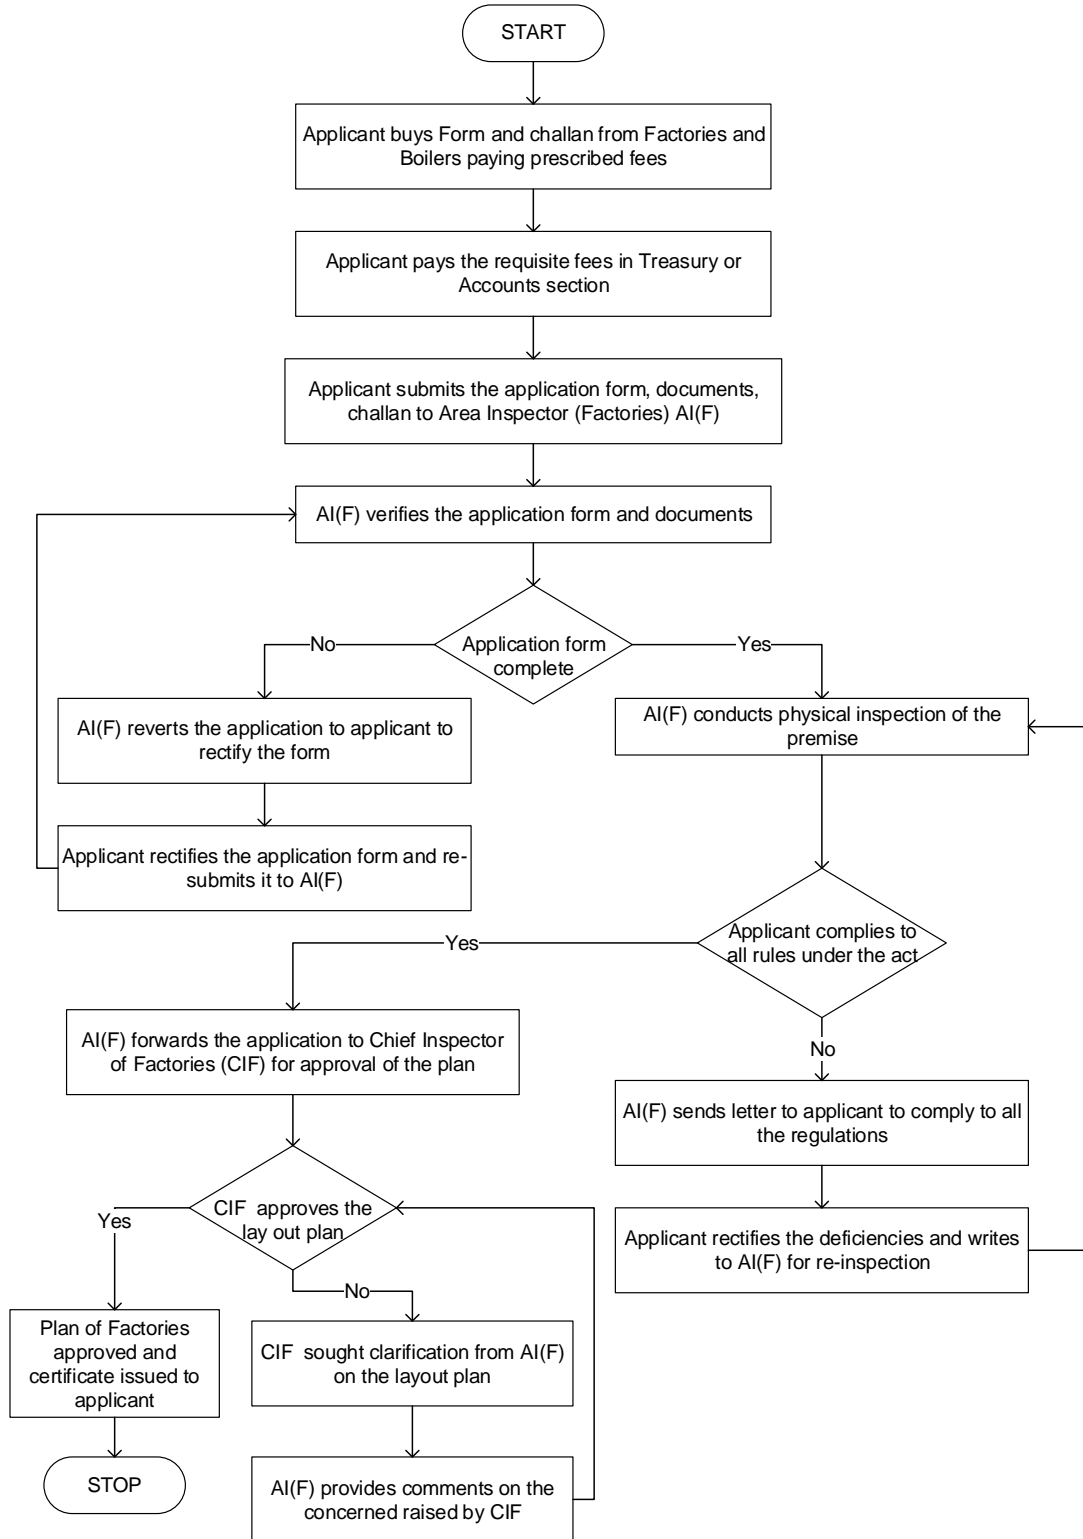 START
Applicant buys Form and challan from Factories and
Boilers paying prescribed fees
Applicant pays the requisite fees in Treasury or
Accounts section
Applicant submits the application form, documents,
challan to Area Inspector (Factories) AI(F)
AI(F) verifies the application form and documents
Application form
complete
No
Yes
AI(F) reverts the application to applicant to
rectify the form
AI(F) conducts physical inspection of the
premise
Applicant rectifies the application form and re-
submits it to AI(F)
Applicant complies to
all rules under the act
Yes
No
AI(F) forwards the application to Chief Inspector
of Factories (CIF) for approval of the plan
AI(F) sends letter to applicant to comply to all
the regulations
CIF approves the
lay out plan
Yes
No
Applicant rectifies the deficiencies and writes
to AI(F) for re-inspection
Plan of Factories
approved and
certificate issued to
applicant
CIF sought clarification from AI(F)
on the layout plan
STOP
AI(F) provides comments on the
concerned raised by CIF